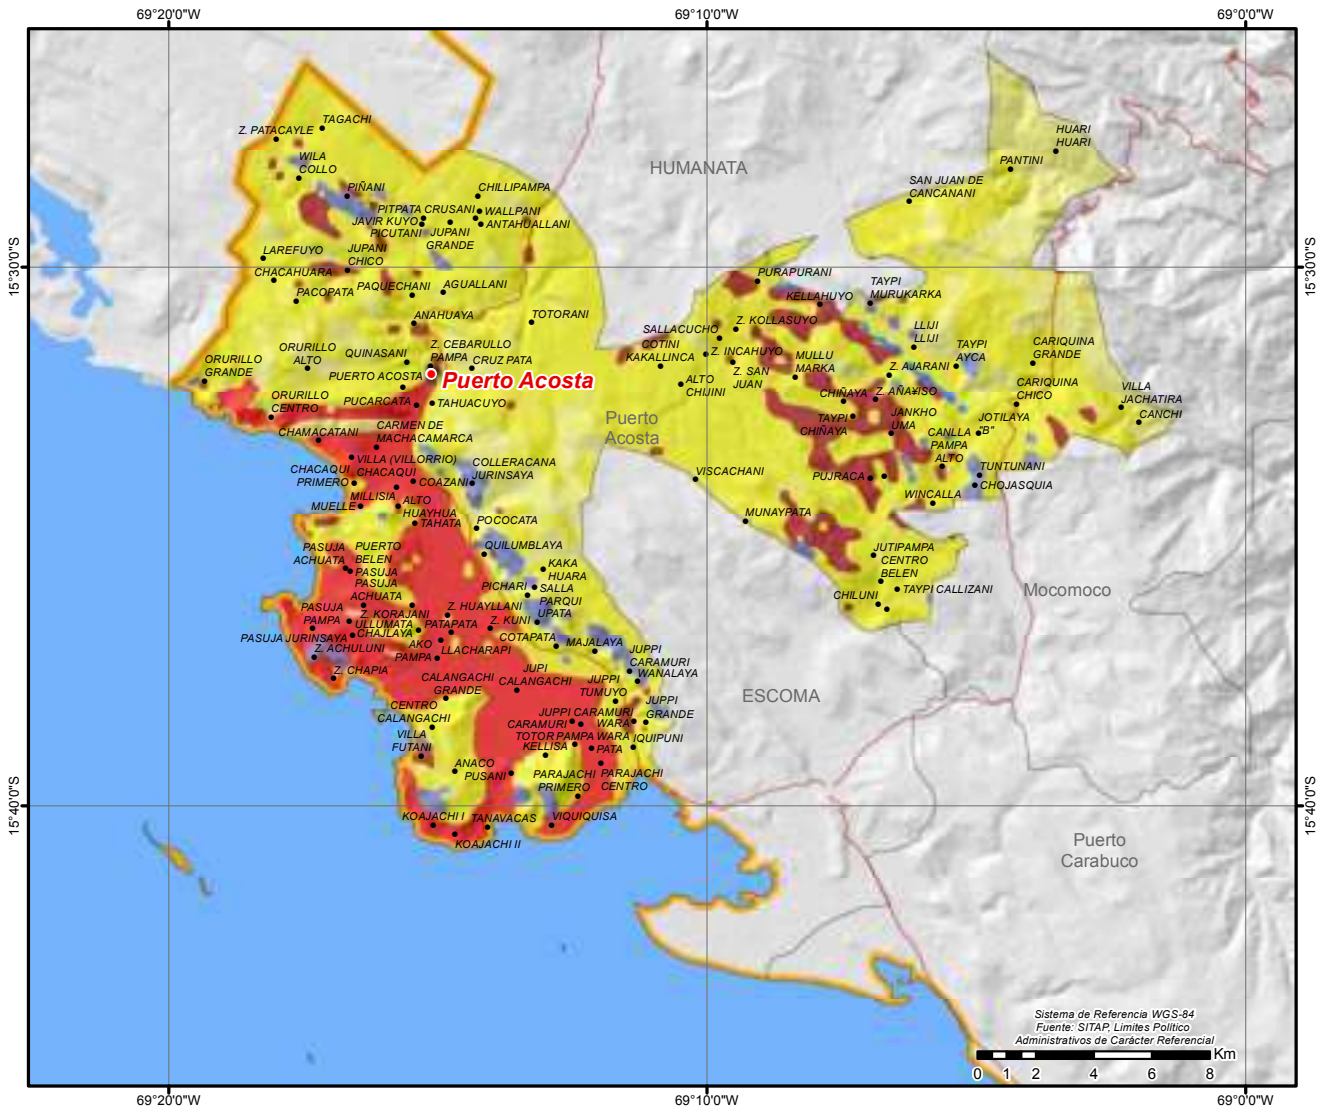 69°20'0"W
69°10'0"W
69°0'0"W
TAGACHI
Z. PATACAYLE
WILA
COLLO
PIÑANI
CHILLIPAMPA
PITPATA CRUSANI
WALLPANI
JAVIR KUYO
ANTAHUALLANI
PICUTANI
JUPANI
GRANDE
LAREFUYO
JUPANI
CHICO
CHACAHUARA
PAQUECHANI
AGUALLANI
PACOPATA
ANAHUAYA
TOTORANI
HUMANATA
HUARI
HUARI
PANTINI
SAN JUAN DE
CANCANANI
15°30'0"S
15°30'0"S
PURAPURANI
TAYPI
MURUKARKA
KELLAHUYO
Z. KOLLASUYO
SALLACUCHO
COTINI
KAKALLINCA
Z. INCAHUYO
Z. SAN
JUAN
MULLU
MARKA
LLIJI
LLIJI
TAYPI
AYCA
Z. AJARANI
CARIQUINA
GRANDE
ORURILLO
ALTO
QUINASANI
Z. CEBARULLO
PAMPA
CRUZ PATA
ORURILLO
GRANDE
PUERTO ACOSTA
Puerto Acosta
ORURILLO
CENTRO
PUCARCATA
TAHUACUYO
CHAMACATANI
CARMEN DE
MACHACAMARCA
ALTO
CHIJINI
CHIÑAYA
Z. AÑAXISO
TAYPI
CHIÑAYA
JANKHO
UMA
CARIQUINA
CHICO
JOTILAYA
"B"
CANLLA
PAMPA
ALTO
VILLA
JACHATIRA
CANCHI
Puerto
Acosta
VILLA (VILLORRIO)
CHACAQUI
PRIMERO
CHACAQUI
COAZANI
COLLERACANA
JURINSAYA
MILLISIA
MUELLE
ALTO
HUAYHUA
TAHATA
POCOCATA
VISCACHANI
PUJRACA
TUNTUNANI
CHOJASQUIA
WINCALLA
MUNAYPATA
PASUJA
ACHUATA
PUERTO
BELEN
PASUJA
PASUJA
ACHUATA
QUILUMBLAYA
KAKA
HUARA
PICHARI
SALLA
PARQUI
UPATA
JUTIPAMPA
CENTRO
BELEN
TAYPI CALLIZANI
CHILUNI
Mocomoco
PASUJA
PAMPA
Z. KORAJANI
Z. HUAYLLANI
ULLUMATA
PATAPATA
Z. KUNI
PASUJA JURINSAYA
CHAJLAYA
COTAPATA
MAJALAYA
Z. ACHULUNI
AKO
PAMPA
LLACHARAPI
Z. CHAPIA
JUPPI
CARAMURI
WANALAYA
CALANGACHI
GRANDE
JUPI
CALANGACHI
JUPPI
TUMUYO
JUPPI
GRANDE
ESCOMA
CENTRO
CALANGACHI
JUPPI CARAMURI
CARAMURI
WARA
VILLA
FUTANI
TOTOR PAMPA WARA
IQUIPUNI
KELLISA
PATA
ANACO
PUSANI
PARAJACHI
PRIMERO
PARAJACHI
CENTRO
15°40'0"S
15°40'0"S
KOAJACHI I
TANAVACAS
VIQUIQUISA
KOAJACHI II
Puerto
Carabuco
Sistema de Referencia WGS-84
Fuente: SITAP, Limites Político
Administrativos de Carácter Referencial
Km
0 1 2 4 6 8
69°20'0"W
69°10'0"W
69°0'0"W